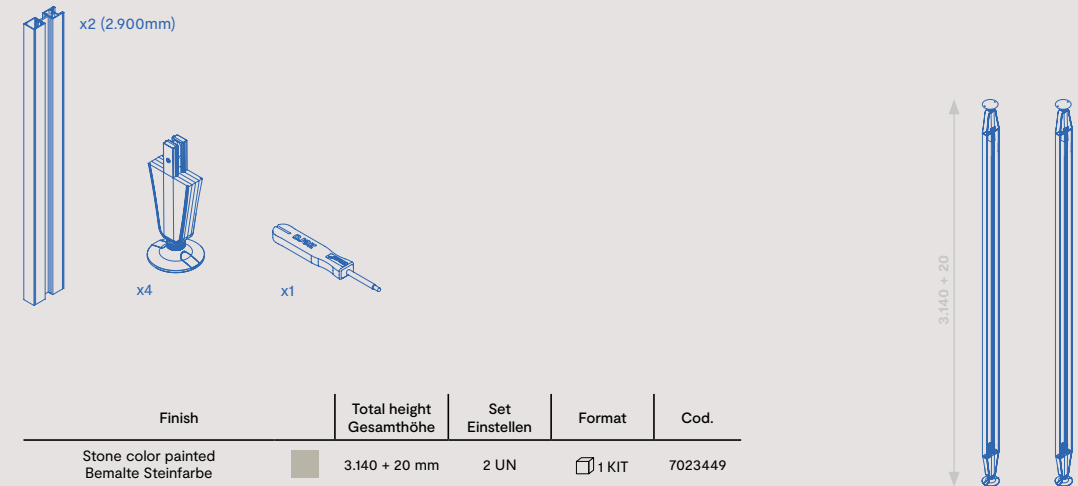 x2 (2.900mm)
x4
x1
3.140 + 20
Finish
Total height
Gesamthöhe
Set
Einstellen
Format
Cod.
Stone color painted
Bemalte Steinfarbe
3.140 + 20 mm
2 UN
1 KIT
7023449